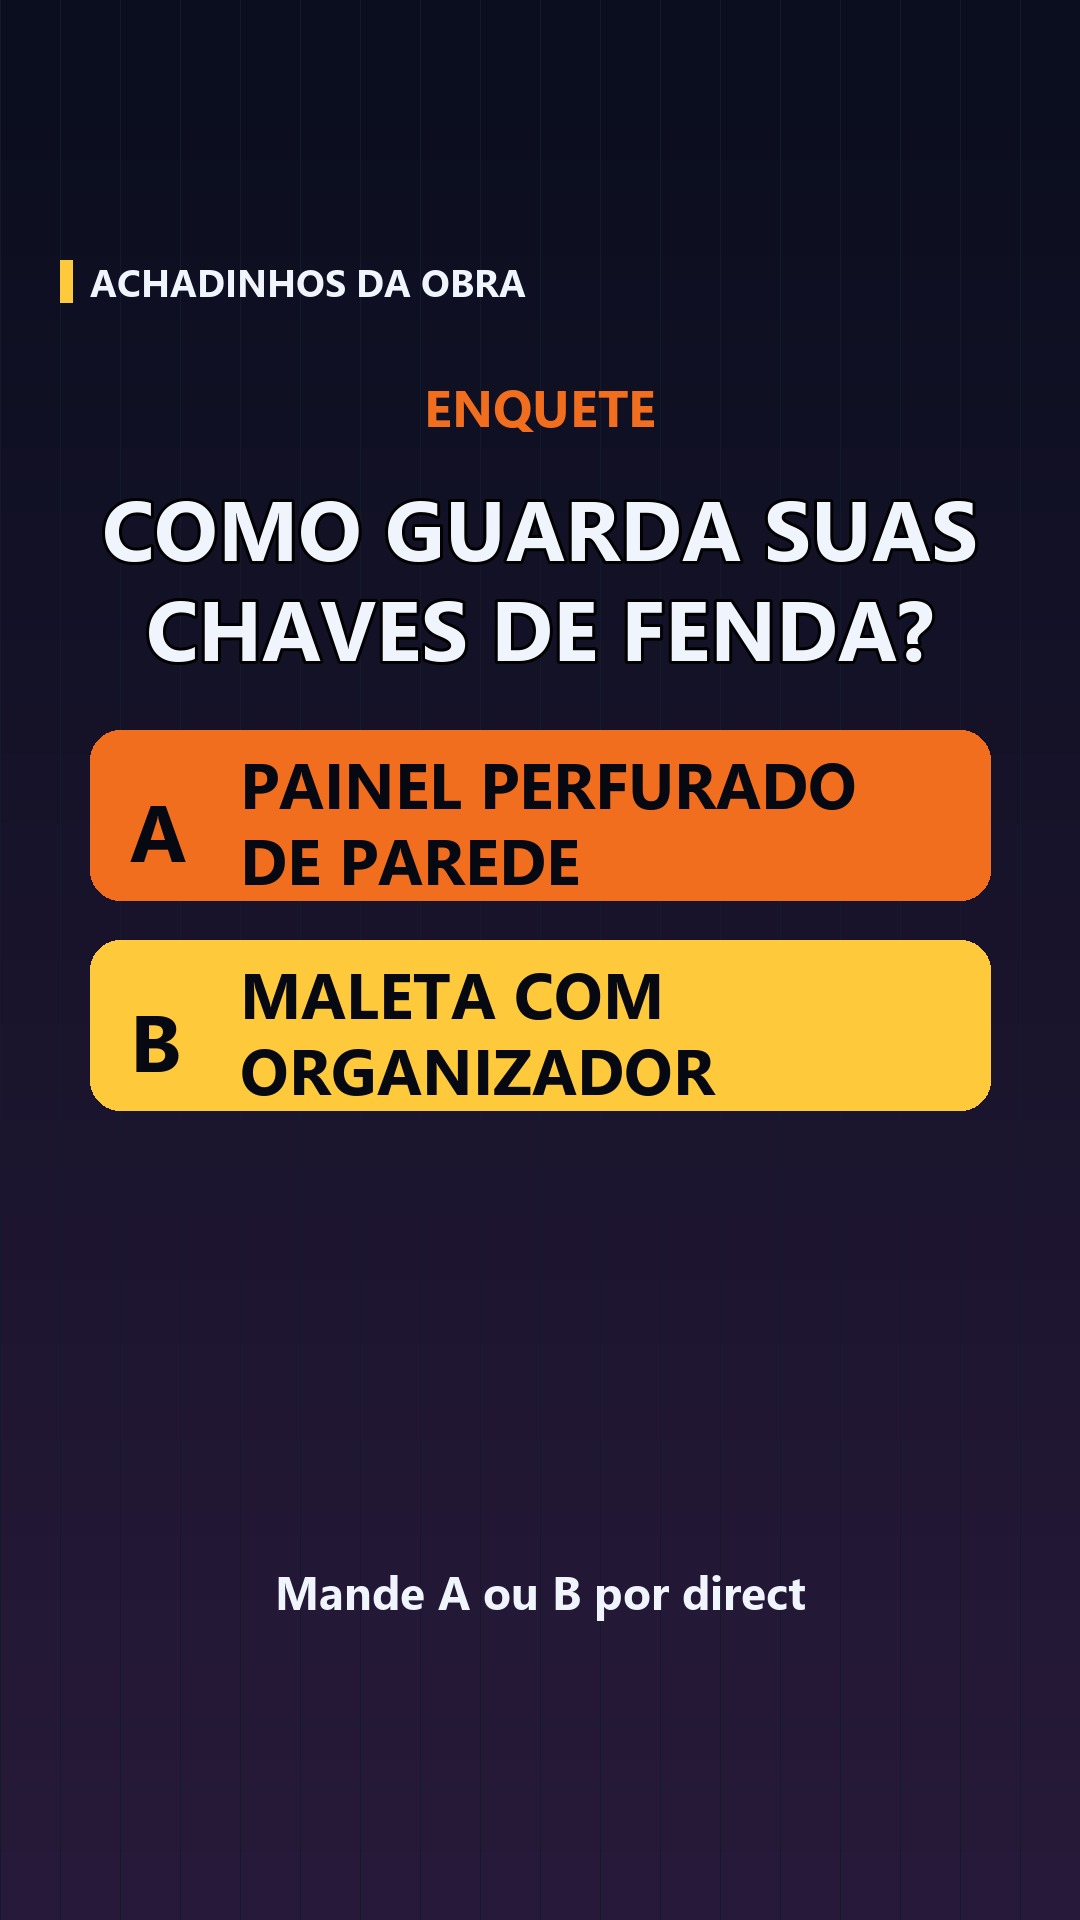 ACHADINHOS DA OBRA
ENQUETE
COMO GUARDA SUAS
CHAVES DE FENDA?
A
PAINEL PERFURADO
DE PAREDE
B
MALETA COM
ORGANIZADOR
Mande A ou B por direct